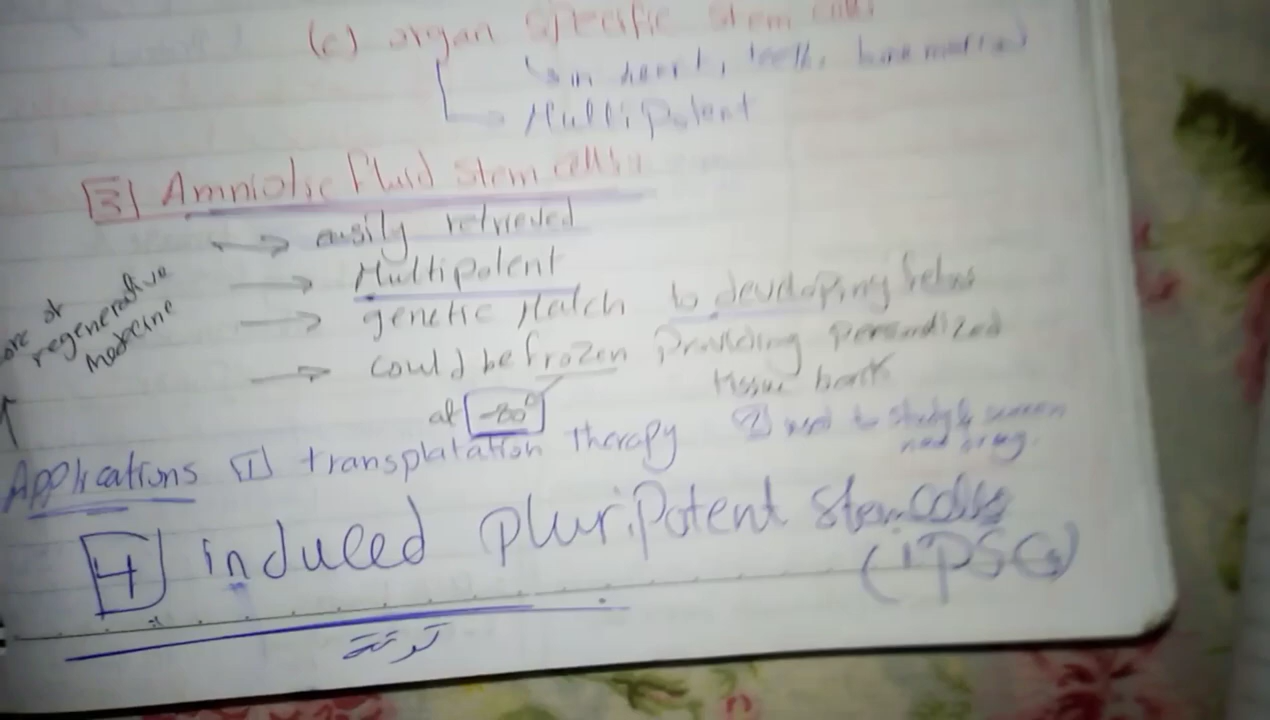 (c) organ specific stem cells
↳ in heart, teeth, bone marrow
Multipotent
[3] Amniotic fluid stem cells
→ easily retrieved
→ Multipotent
→ genetic Match to developing fetus
→ could be frozen providing personalized
tissue bank
at -80°
regenerative
Medicine
Applications [1] transplatation therapy [2] used to study & screen
new drug.
[4] induced pluripotent stem cells
(iPSCs)